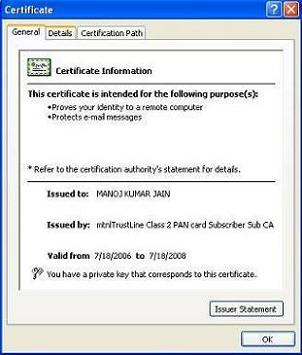 Certificate
General Details Certification Path
Certificate Information
This certificate is intended for the following purpose(s):
•Proves your identity to a remote computer
•Protects e-mail messages
* Refer to the certification authority's statement for details.
Issued to: MANOJ KUMAR JAIN
Issued by: mtnlTrustLine Class 2 PAN card Subscriber Sub CA
Valid from 7/18/2006 to 7/18/2008
You have a private key that corresponds to this certificate.
Issuer Statement
OK